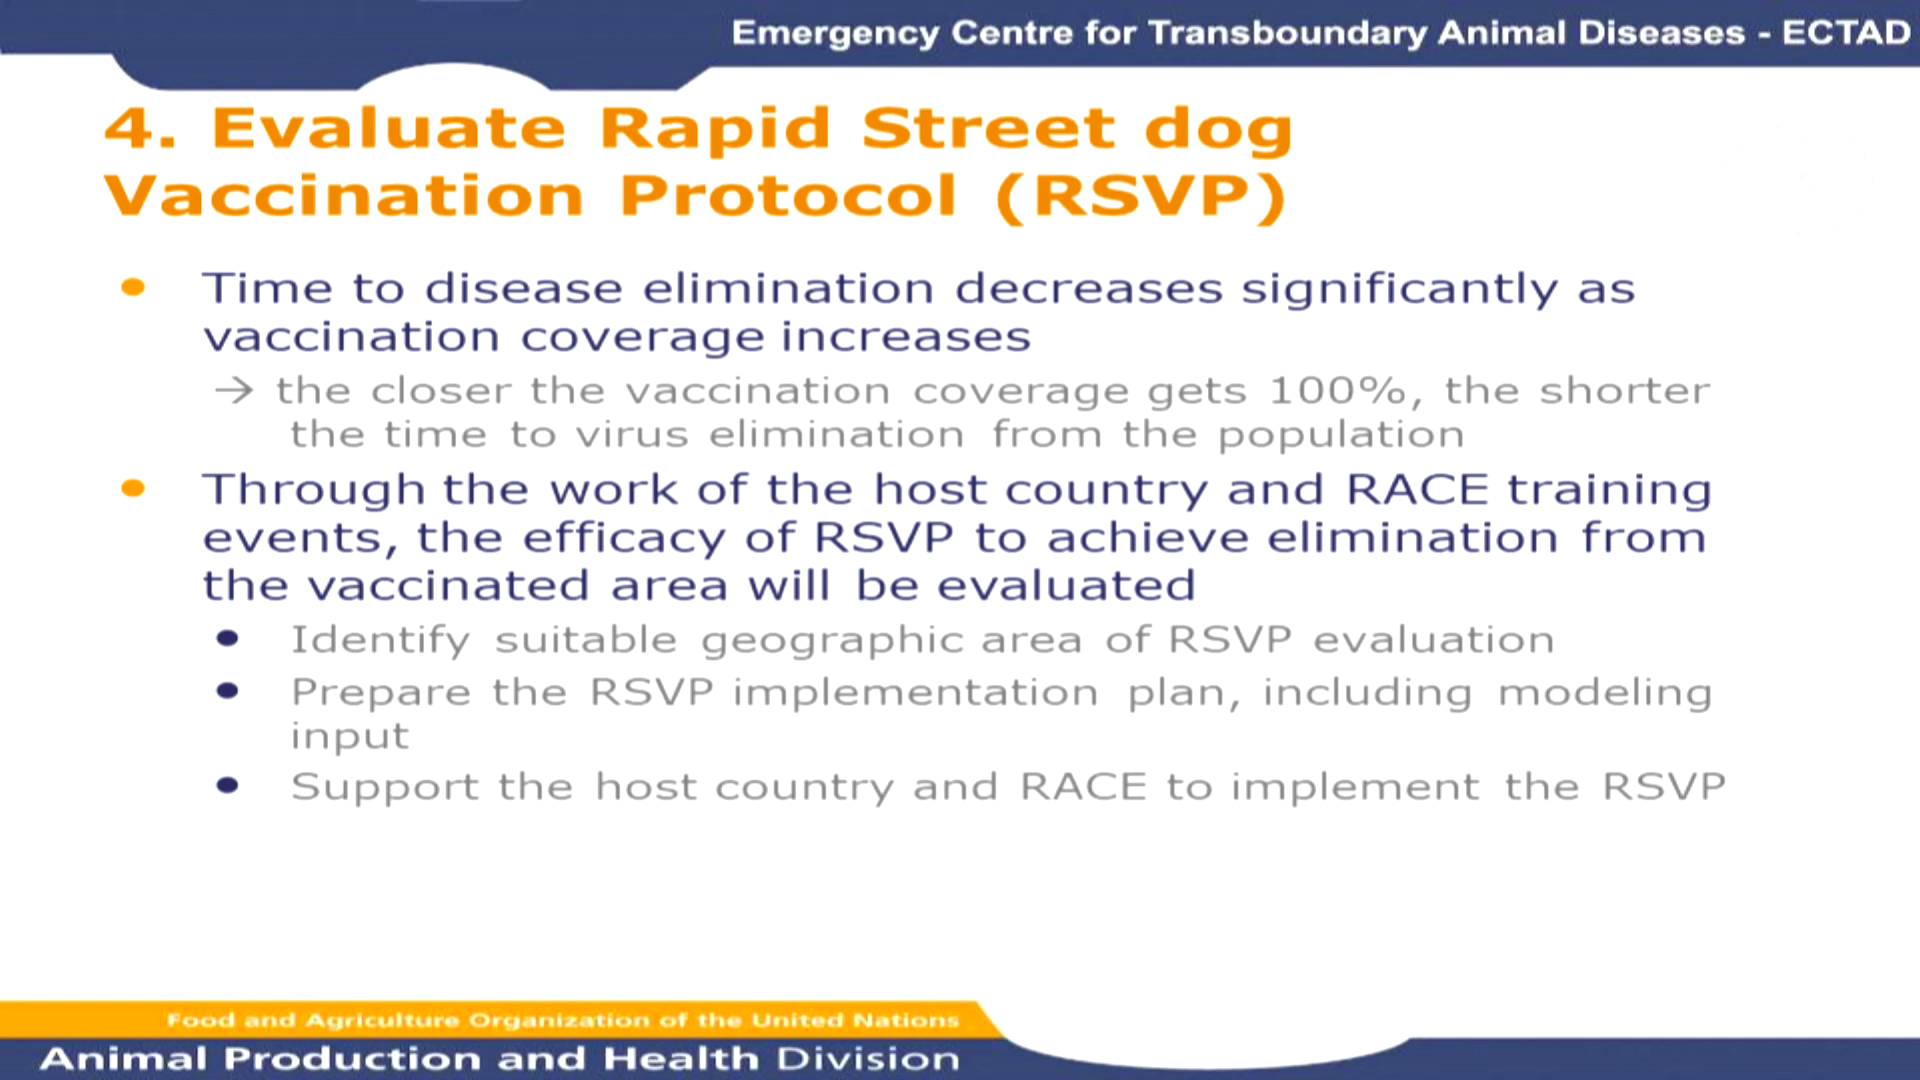 Emergency Centre for Transboundary Animal Diseases - ECTAD
4. Evaluate Rapid Street dog
Vaccination Protocol (RSVP)
• Time to disease elimination decreases significantly as
vaccination coverage increases
→ the closer the vaccination coverage gets 100%, the shorter
the time to virus elimination from the population
• Through the work of the host country and RACE training
events, the efficacy of RSVP to achieve elimination from
the vaccinated area will be evaluated
• Identify suitable geographic area of RSVP evaluation
• Prepare the RSVP implementation plan, including modeling
input
• Support the host country and RACE to implement the RSVP
Food and Agriculture Organization of the United Nations
Animal Production and Health Division